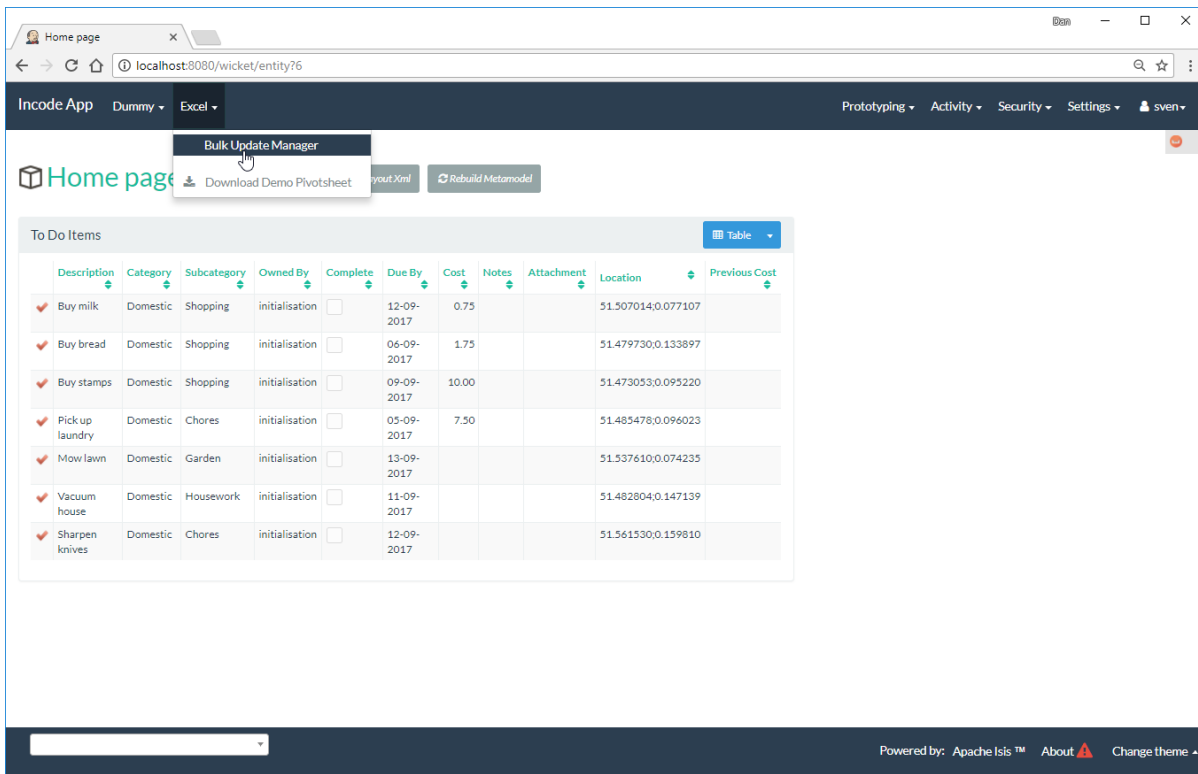 Dan
Home page
localhost:8080/wicket/entity?6
Incode App Dummy Excel Prototyping Activity Security Settings sven
Bulk Update Manager
Download Demo Pivotsheet
Home page Rebuild Metamodel
To Do Items Table
Description Category Subcategory Owned By Complete Due By Cost Notes Attachment Location Previous Cost
Buy milk Domestic Shopping initialisation 12-09-
2017 0.75 51.507014;0.077107
Buy bread Domestic Shopping initialisation 06-09-
2017 1.75 51.479730;0.133897
Buy stamps Domestic Shopping initialisation 09-09-
2017 10.00 51.473053;0.095220
Pick up
laundry Domestic Chores initialisation 05-09-
2017 7.50 51.485478;0.096023
Mow lawn Domestic Garden initialisation 13-09-
2017 51.537610;0.074235
Vacuum
house Domestic Housework initialisation 11-09-
2017 51.482804;0.147139
Sharpen
knives Domestic Chores initialisation 12-09-
2017 51.561530;0.159810
Powered by: Apache Isis ™ About Change theme